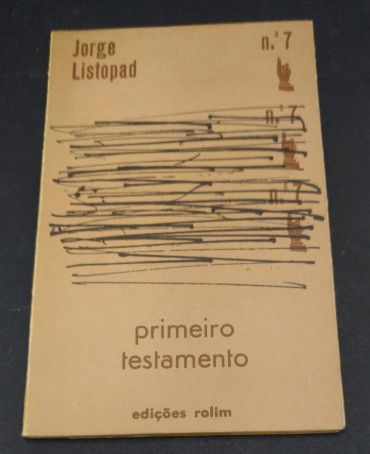 Jorge
Listopad
n.º 7
n.º 7
n.º 7
primeiro
testamento
edições rolim